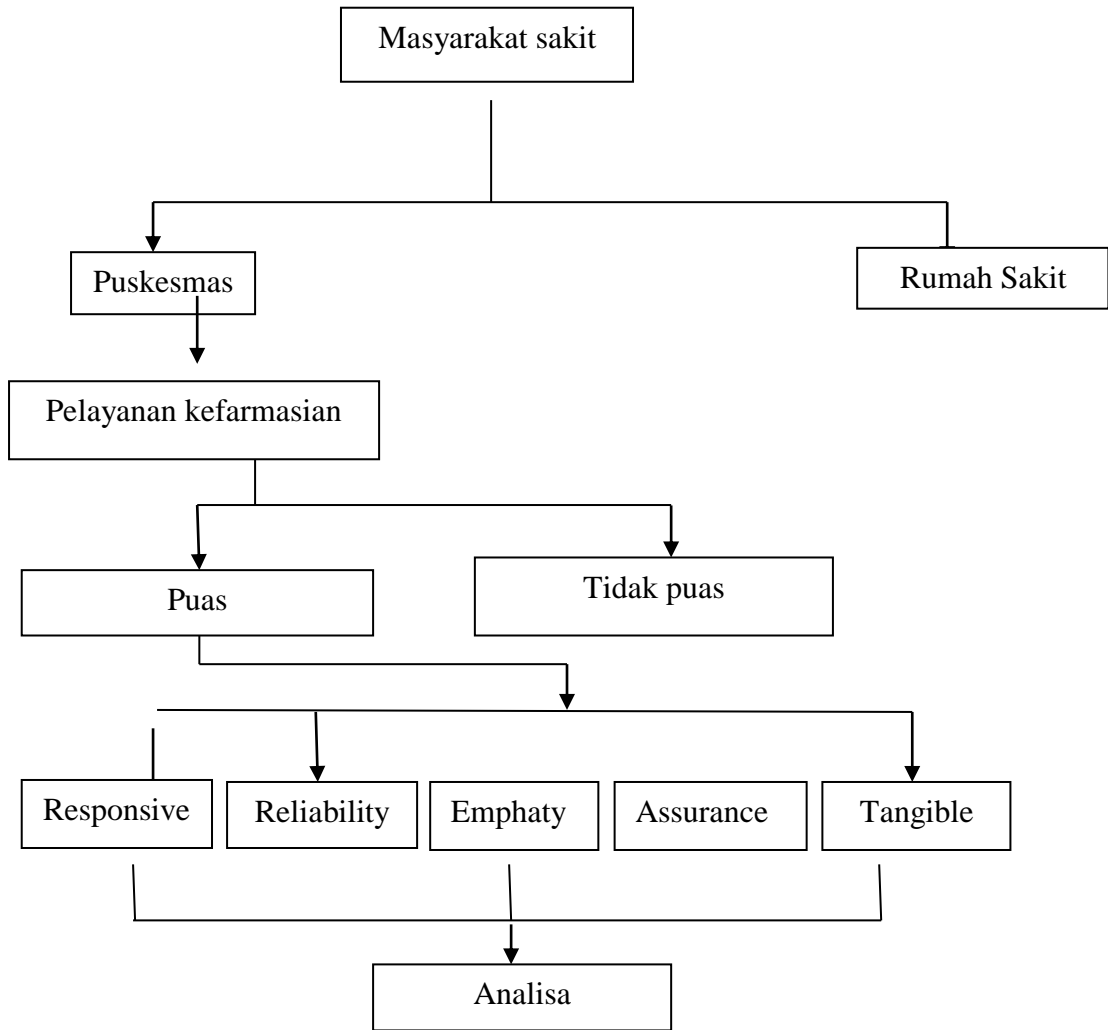 Masyarakat sakit
Puskesmas
Rumah Sakit
Pelayanan kefarmasian
Puas
Tidak puas
Responsive
Reliability
Emphaty
Assurance
Tangible
Analisa